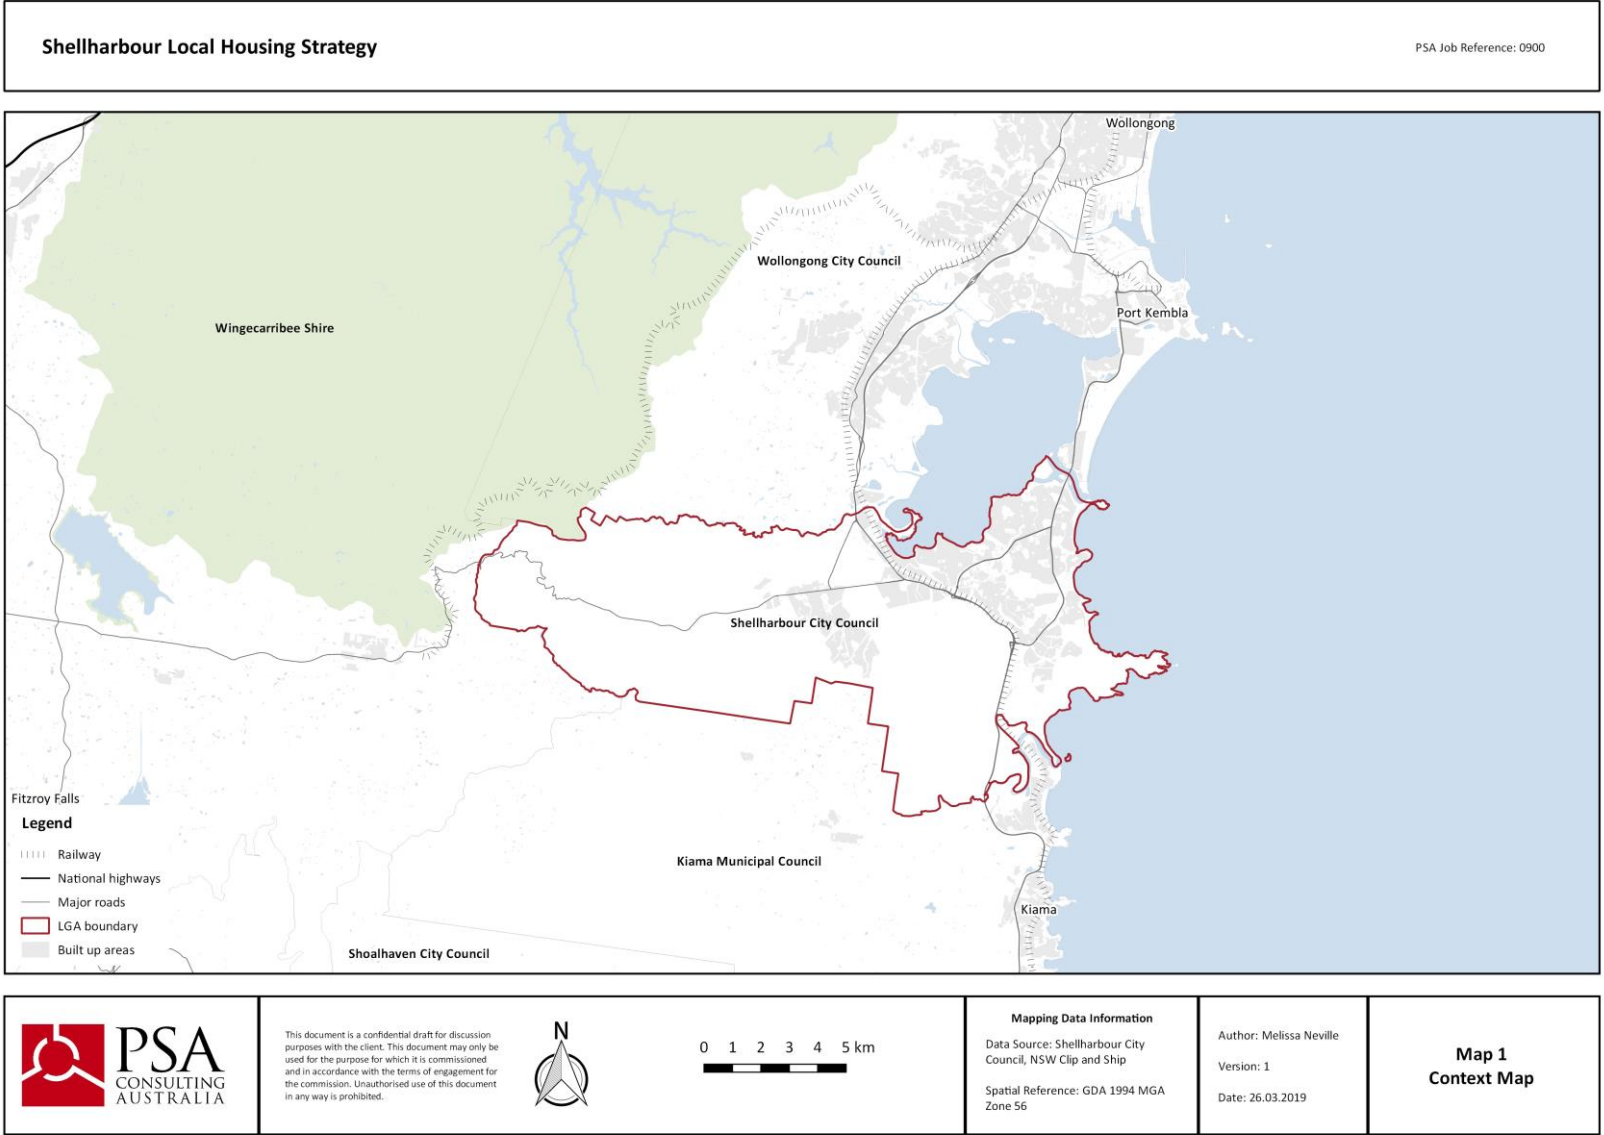 Shellharbour Local Housing Strategy
PSA Job Reference: 0900
Wollongong
Wollongong City Council
Port Kembla
Wingecarribee Shire
Shellharbour City Council
Fitzroy Falls
Kiama Municipal Council
Kiama
Shoalhaven City Council
Legend
Railway
National highways
Major roads
LGA boundary
Built up areas
PSA
CONSULTING
AUSTRALIA
This document is a confidential draft for discussion
purposes with the client. This document may only be
used for the purpose for which it is commissioned
and in accordance with the terms of engagement for
the commission. Unauthorised use of this document
in any way is prohibited.
N
0 1 2 3 4 5 km
Mapping Data Information
Data Source: Shellharbour City
Council, NSW Clip and Ship
Spatial Reference: GDA 1994 MGA
Zone 56
Author: Melissa Neville
Version: 1
Date: 26.03.2019
Map 1
Context Map